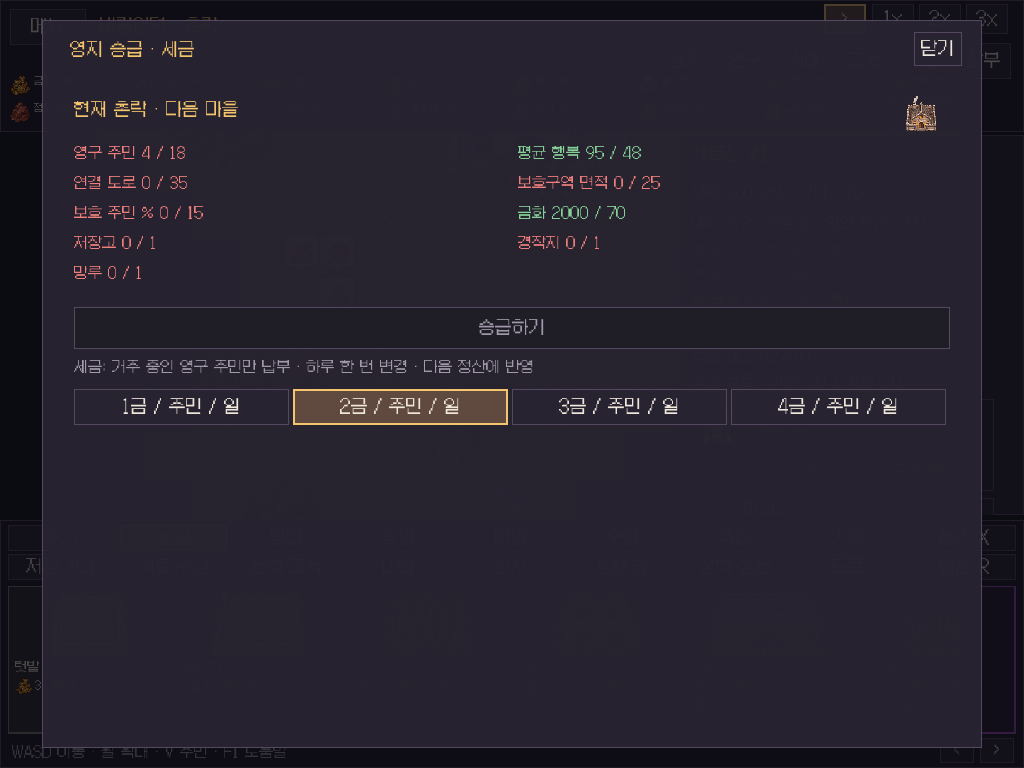 영지 승급 · 세금
닫기
현재 촌락 · 다음 마을
영구 주민 4 / 18
평균 행복 95 / 48
연결 도로 0 / 35
보호구역 면적 0 / 25
보호 주민 % 0 / 15
금화 2000 / 70
저장고 0 / 1
경작지 0 / 1
망루 0 / 1
승급하기
세금: 거주 중인 영구 주민만 납부 · 하루 한 번 변경 · 다음 정산에 반영
1금 / 주민 / 일
2금 / 주민 / 일
3금 / 주민 / 일
4금 / 주민 / 일
1x
2x
3x
텃밭
WASD 이동 · 휠 확대 · V 주민 · F1 도움말